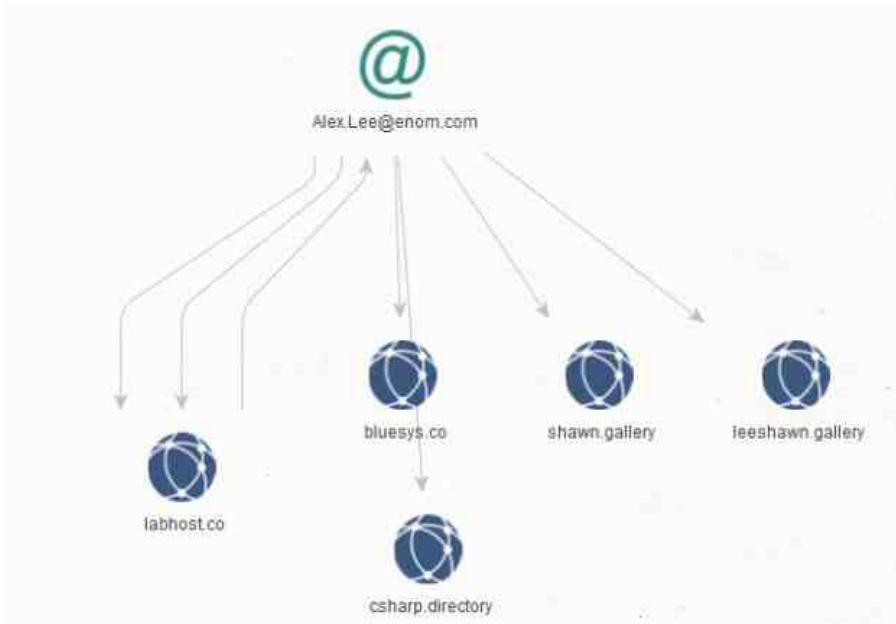 Alex.Lee@enom.com
bluesys.co
shawn.gallery
leeshawn.gallery
labhost.co
csharp.directory